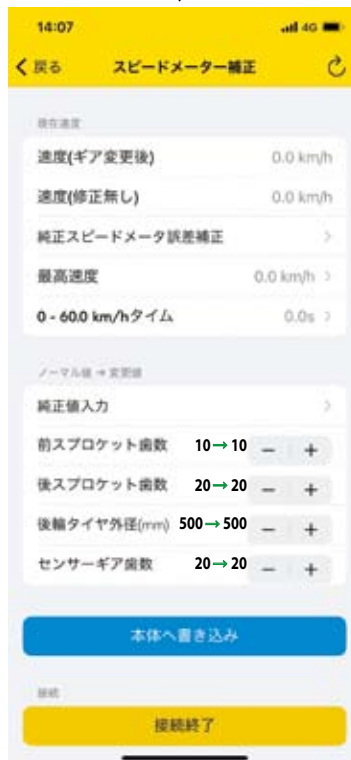 14:07 4G
戻る スピードメーター補正
現在速度
速度(ギア変更後) 0.0 km/h
速度(修正無し) 0.0 km/h
純正スピードメータ誤差補正
最高速度 0.0 km/h
0 - 60.0 km/hタイム 0.0s
ノーマル値 → 変更値
純正値入力
前スプロケット歯数 10→10 − +
後スプロケット歯数 20→20 − +
後輪タイヤ外径(mm) 500→500 − +
センサーギア歯数 20→20 − +
本体へ書き込み
接続
接続終了